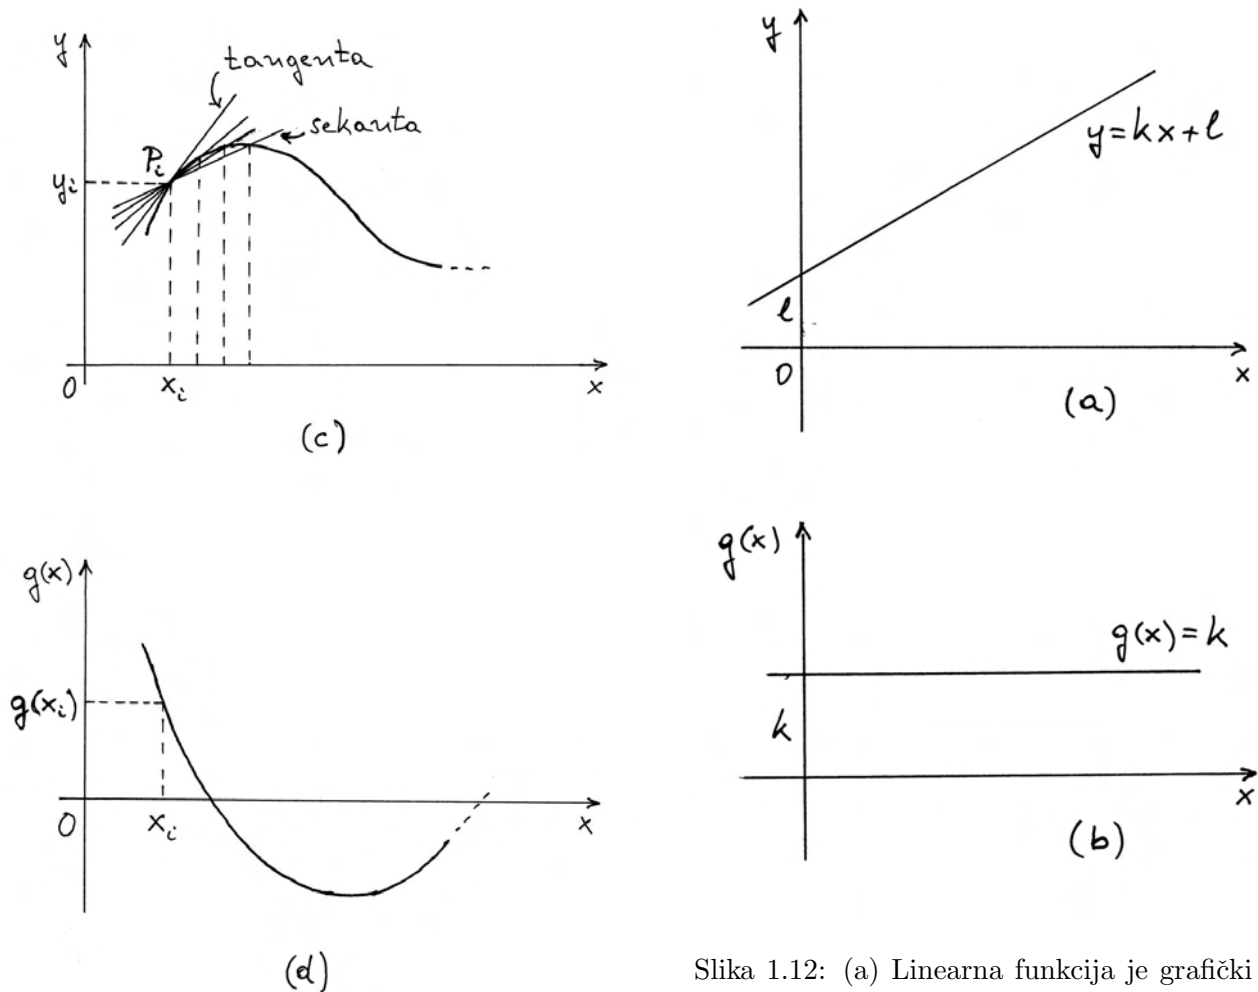 y
tangenta
sekanta
P_i
y_i
0
x_i
x
(c)
y
y=kx+l
l
0
x
(a)
g(x)
g(x_i)
0
x_i
x
(d)
g(x)
g(x)=k
k
x
(b)
Slika 1.12: (a) Linearna funkcija je grafički